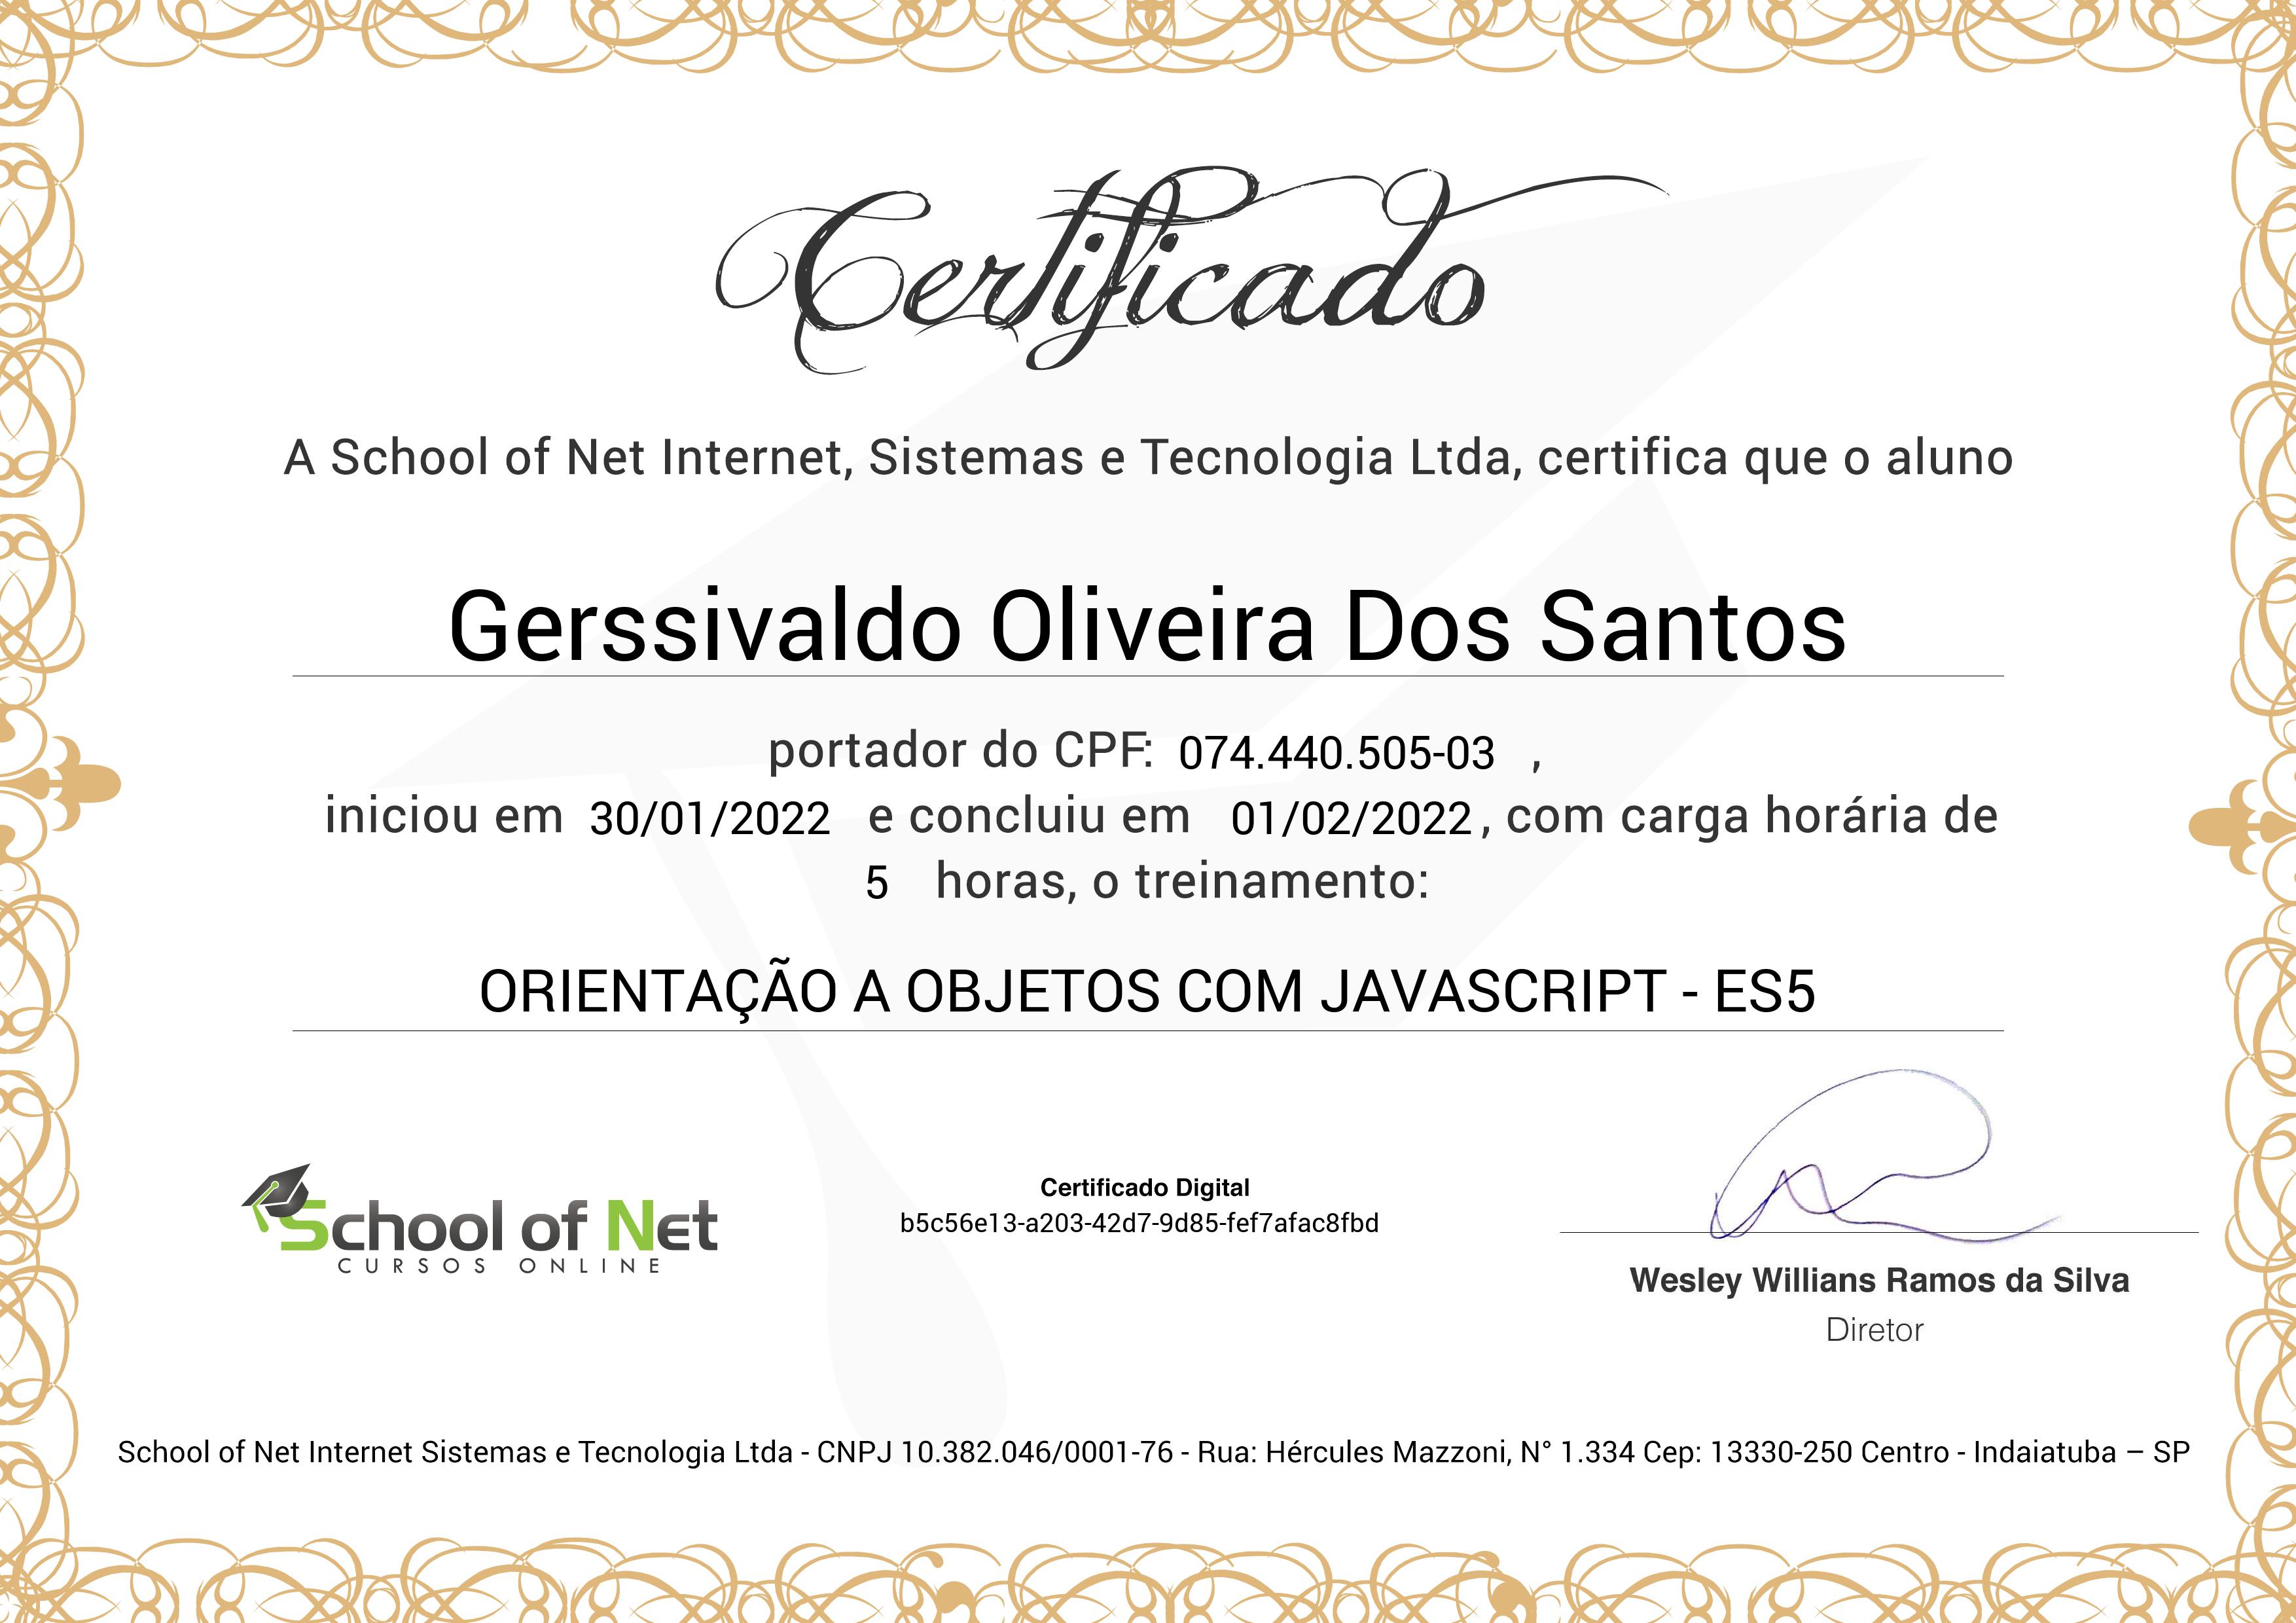 Certificado
A School of Net Internet, Sistemas e Tecnologia Ltda, certifica que o aluno
Gerssivaldo Oliveira Dos Santos
portador do CPF: 074.440.505-03 ,
iniciou em 30/01/2022 e concluiu em 01/02/2022, com carga horária de
5 horas, o treinamento:
ORIENTAÇÃO A OBJETOS COM JAVASCRIPT - ES5
School of Net
CURSOS ONLINE
Certificado Digital
b5c56e13-a203-42d7-9d85-fef7afac8fbd
Wesley Willians Ramos da Silva
Diretor
School of Net Internet Sistemas e Tecnologia Ltda - CNPJ 10.382.046/0001-76 - Rua: Hércules Mazzoni, N° 1.334 Cep: 13330-250 Centro - Indaiatuba – SP